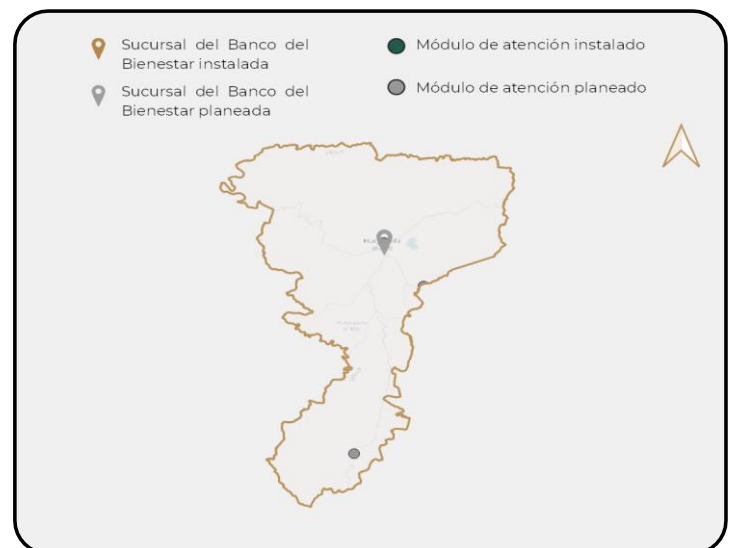 Sucursal del Banco del
Bienestar instalada
Módulo de atención instalado
Sucursal del Banco del
Bienestar planeada
Módulo de atención planeado